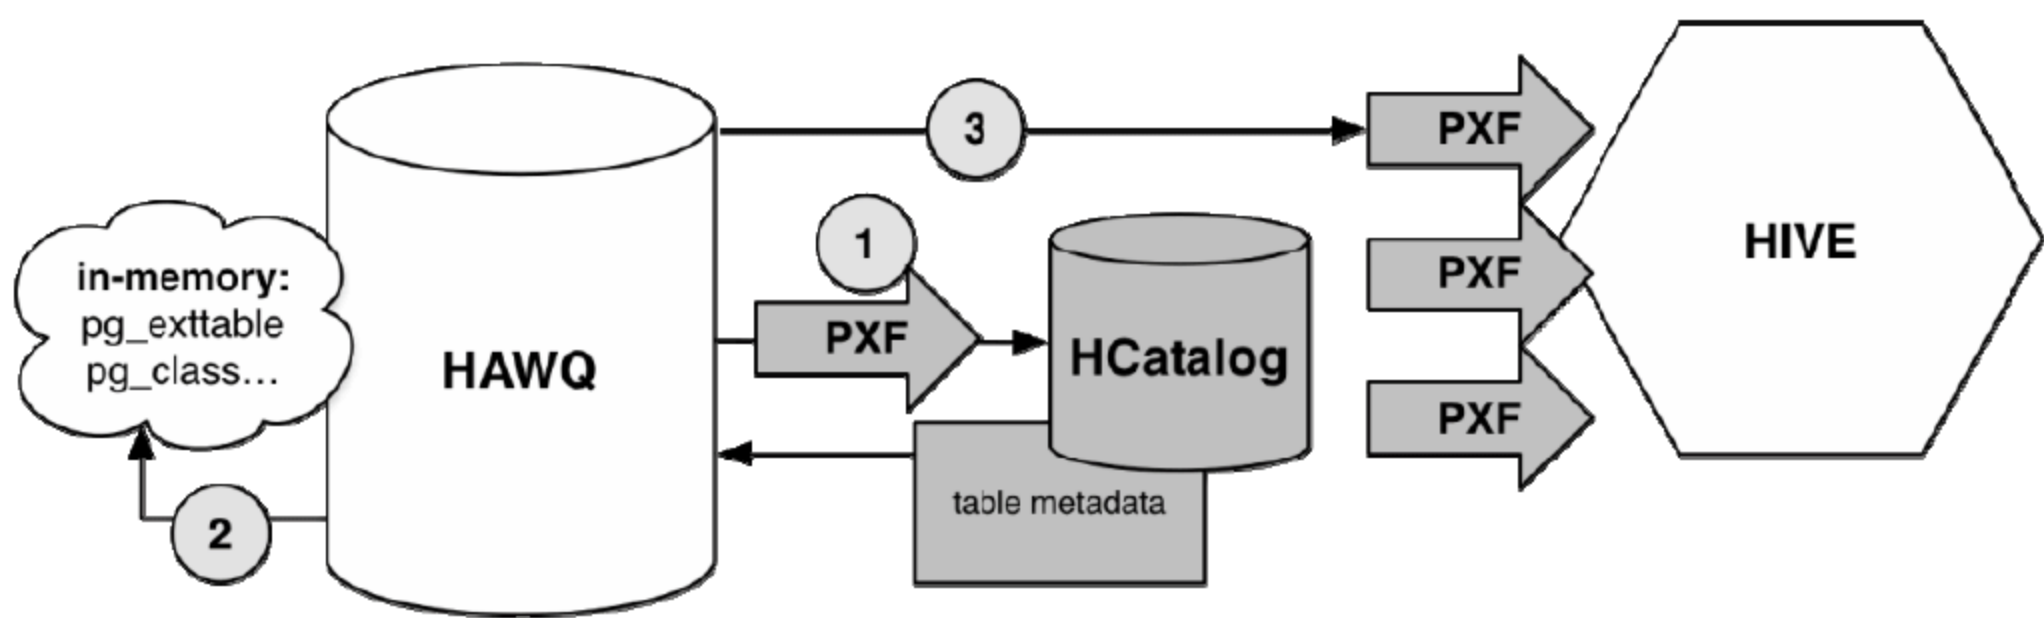 3
PXF
1
in-memory:
pg_exttable
pg_class...
HAWQ
PXF
HCatalog
PXF
HIVE
PXF
table metadata
2